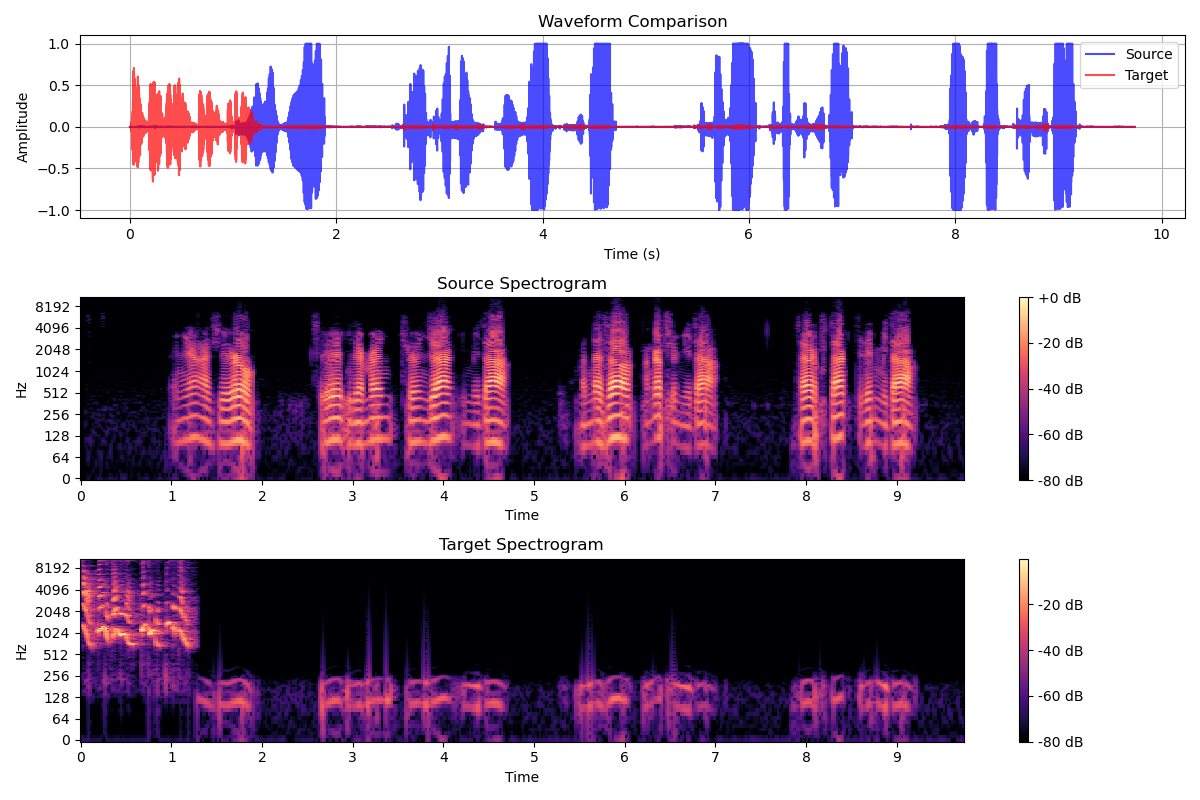 Waveform Comparison
1.0
0.5
0.0
−0.5
−1.0
Amplitude
Source
Target
0 2 4 6 8 10
Time (s)
Source Spectrogram
8192
4096
2048
1024
512
256
128
64
0
Hz
0 1 2 3 4 5 6 7 8 9
Time
+0 dB
-20 dB
-40 dB
-60 dB
-80 dB
Target Spectrogram
8192
4096
2048
1024
512
256
128
64
0
Hz
0 1 2 3 4 5 6 7 8 9
Time
-20 dB
-40 dB
-60 dB
-80 dB